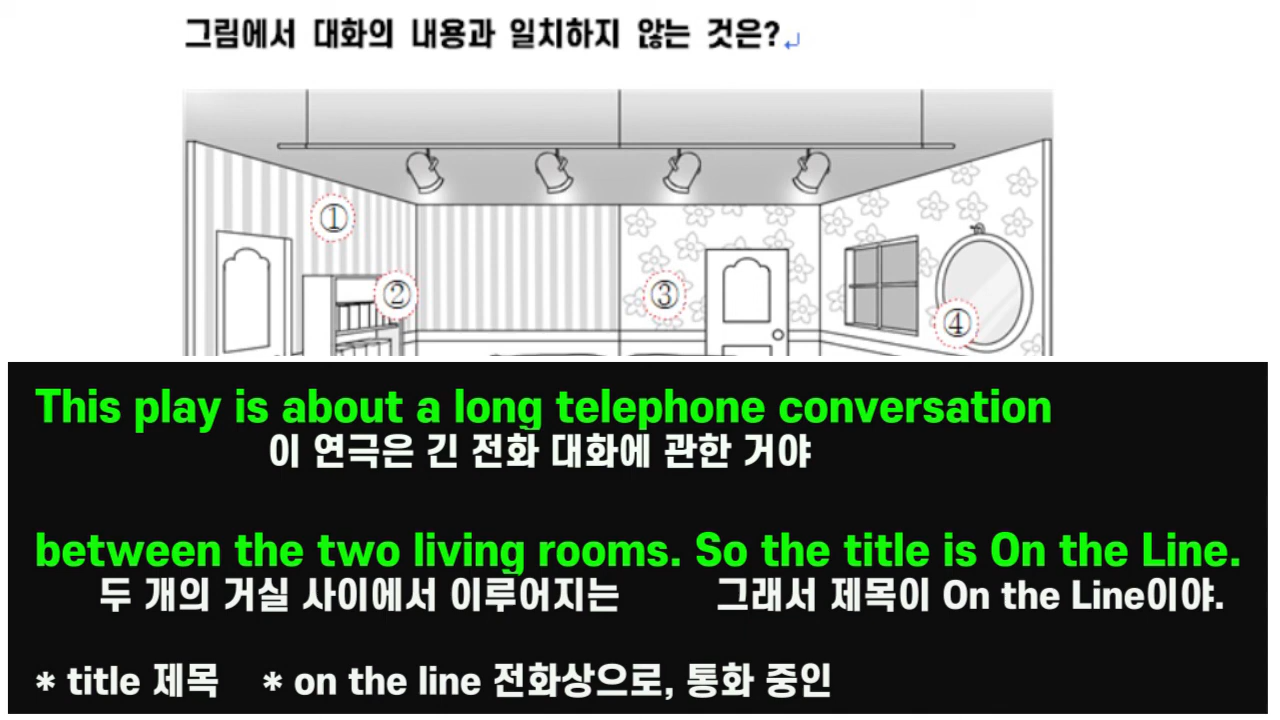 그림에서 대화의 내용과 일치하지 않는 것은?
①
②
③
④
This play is about a long telephone conversation
이 연극은 긴 전화 대화에 관한 거야
between the two living rooms. So the title is On the Line.
두 개의 거실 사이에서 이루어지는 그래서 제목이 On the Line이야.
* title 제목 * on the line 전화상으로, 통화 중인